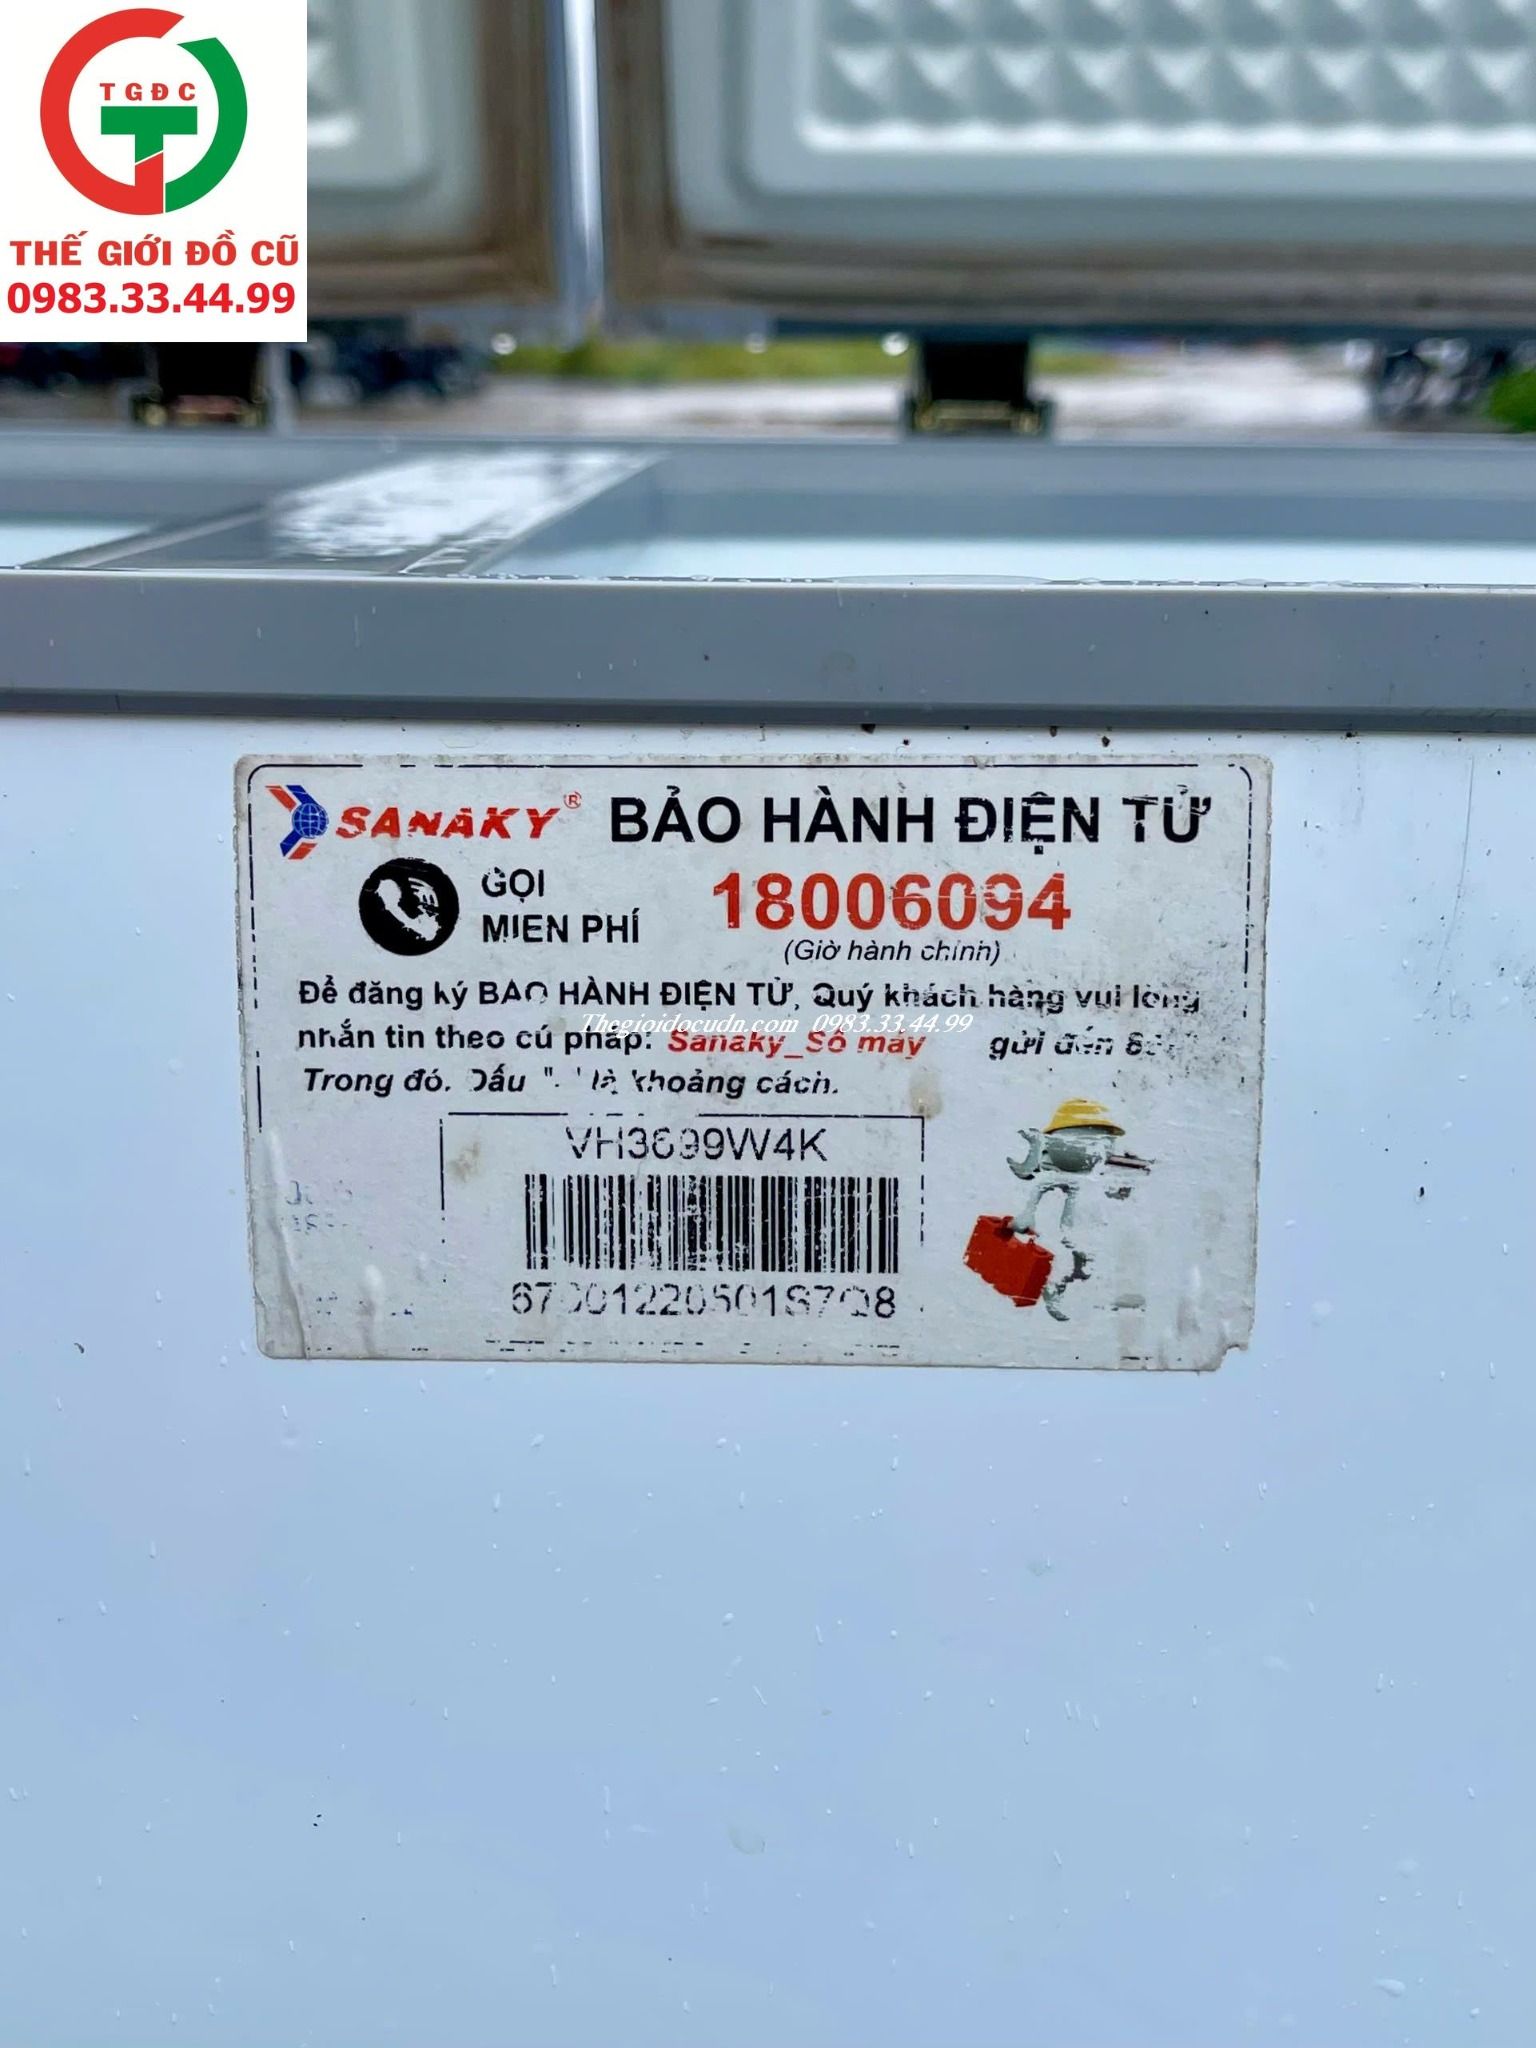 TGĐC
THẾ GIỚI ĐỒ CŨ
0983.33.44.99
SANAKY® BẢO HÀNH ĐIỆN TỬ
GỌI
MIEN PHÍ
18006094
(Giờ hành chính)
Để đăng ký BẢO HÀNH ĐIỆN TỬ, Quý khách hàng vui lòng
Thegioidocudn.com 0983.33.44.99
nhắn tin theo cú pháp: Sanaky_Số máy gửi đến
Trong đó. Dấu "-" là khoảng cách.
VH3699W4K